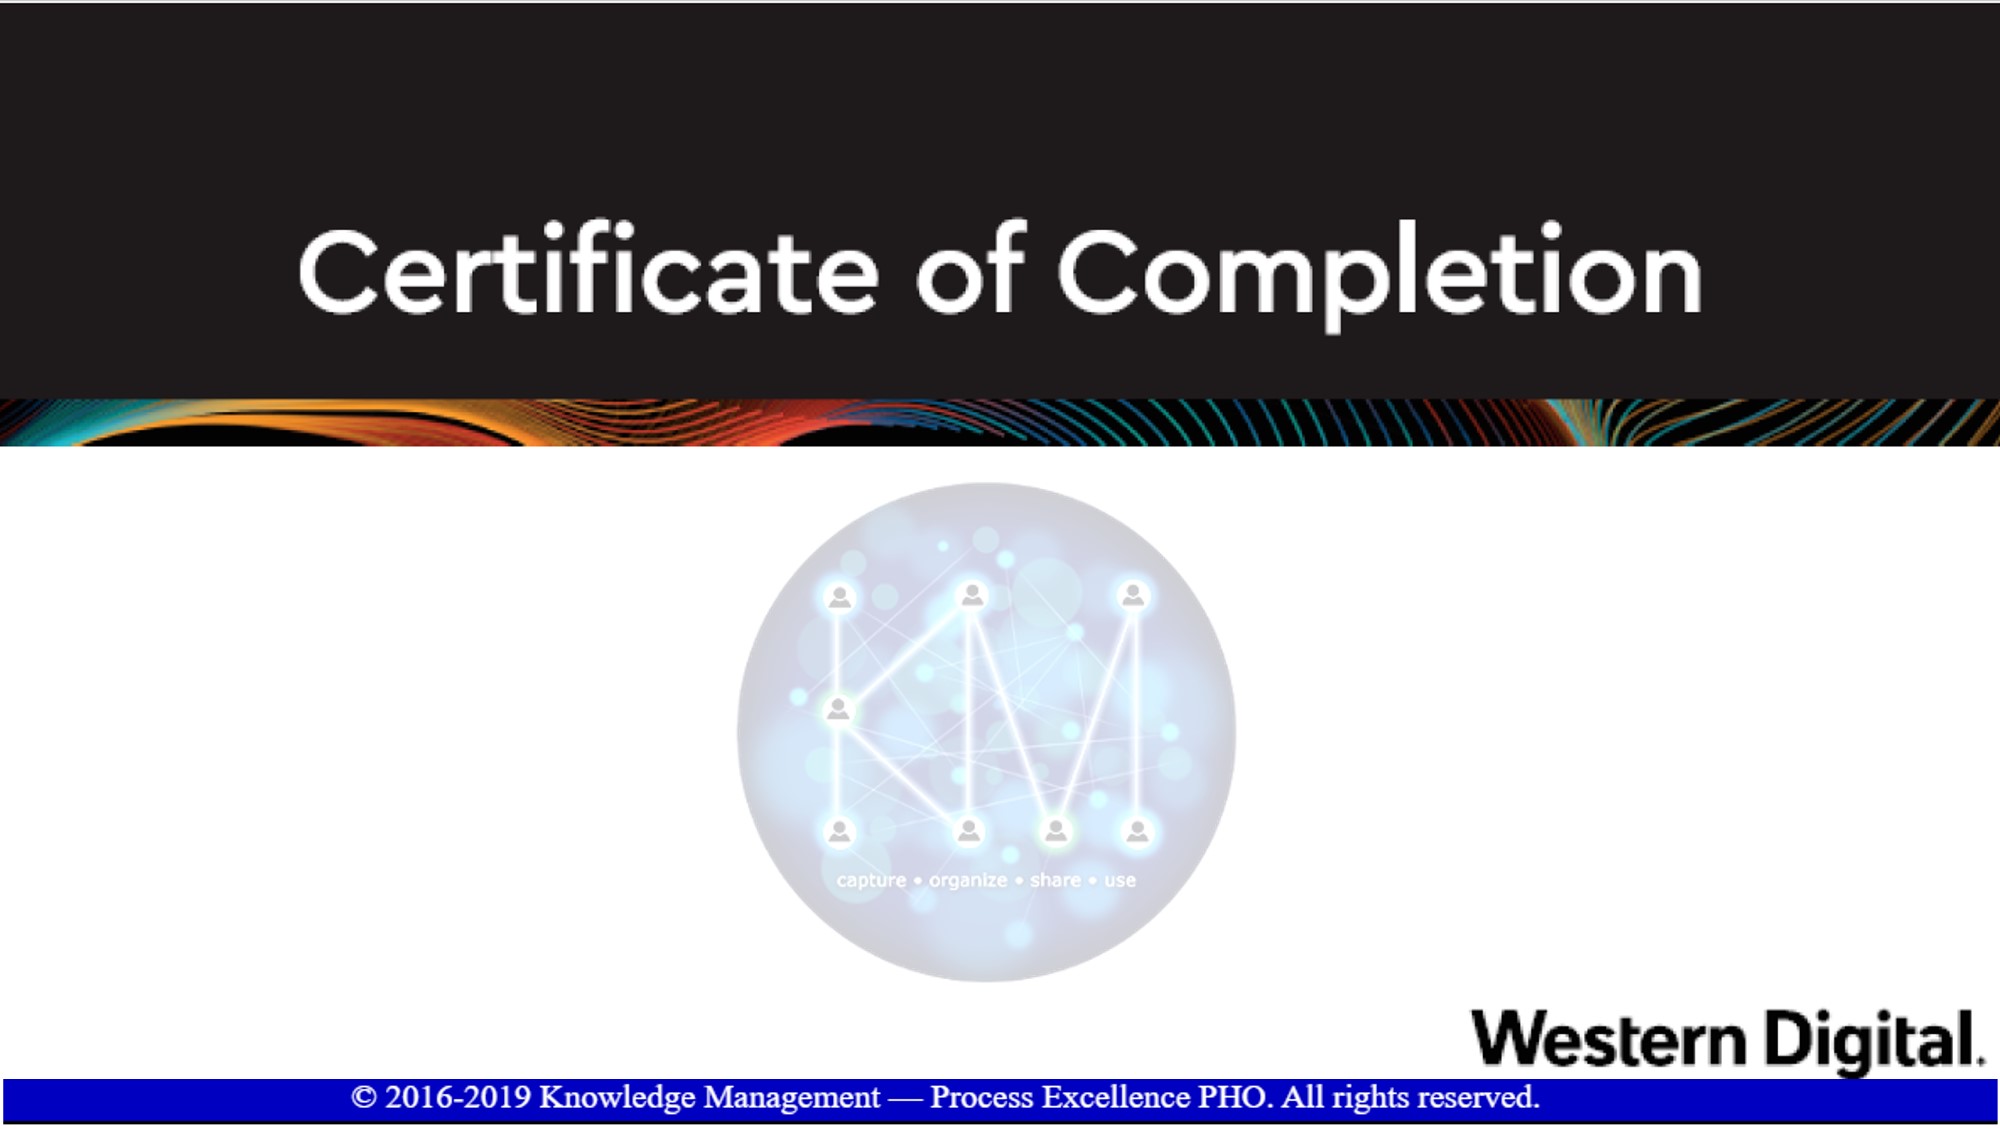 Certificate of Completion
KM
capture • organize • share • use
Western Digital.
© 2016-2019 Knowledge Management — Process Excellence PHO. All rights reserved.